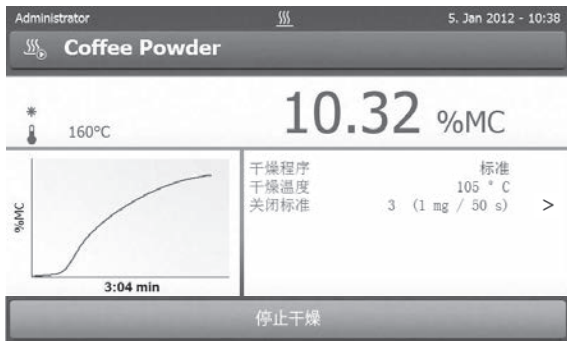 Administrator 5. Jan 2012 - 10:38
Coffee Powder
160°C
10.32 %MC
干燥程序 标准
干燥温度 105 ° C
关闭标准 3 (1 mg / 50 s) >
%MC
3:04 min
停止干燥